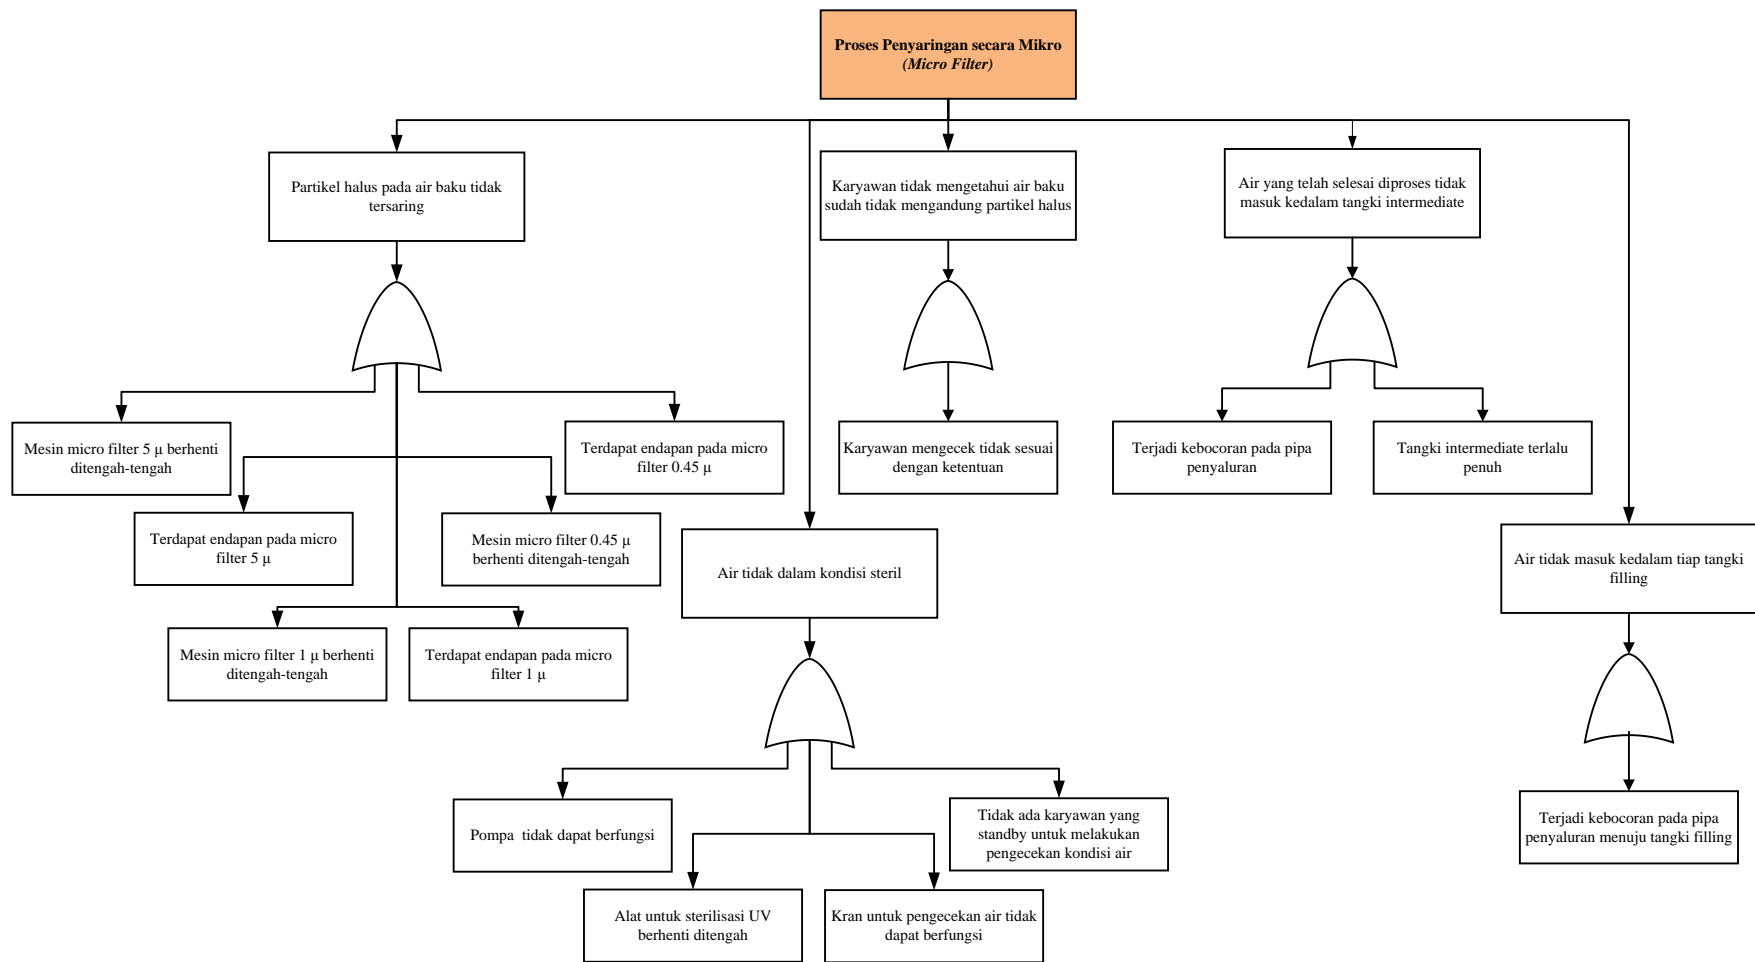 Proses Penyaringan secara Mikro
(Micro Filter)
Partikel halus pada air baku tidak
tersaring
Karyawan tidak mengetahui air baku
sudah tidak mengandung partikel halus
Air yang telah selesai diproses tidak
masuk kedalam tangki intermediate
Mesin micro filter 5 μ berhenti
ditengah-tengah
Terdapat endapan pada micro
filter 0.45 μ
Karyawan mengecek tidak sesuai
dengan ketentuan
Terjadi kebocoran pada pipa
penyaluran
Tangki intermediate terlalu
penuh
Terdapat endapan pada micro
filter 5 μ
Mesin micro filter 0.45 μ
berhenti ditengah-tengah
Air tidak dalam kondisi steril
Air tidak masuk kedalam tiap tangki
filling
Mesin micro filter 1 μ berhenti
ditengah-tengah
Terdapat endapan pada micro
filter 1 μ
Pompa  tidak dapat berfungsi
Tidak ada karyawan yang
standby untuk melakukan
pengecekan kondisi air
Terjadi kebocoran pada pipa
penyaluran menuju tangki filling
Alat untuk sterilisasi UV
berhenti ditengah
Kran untuk pengecekan air tidak
dapat berfungsi